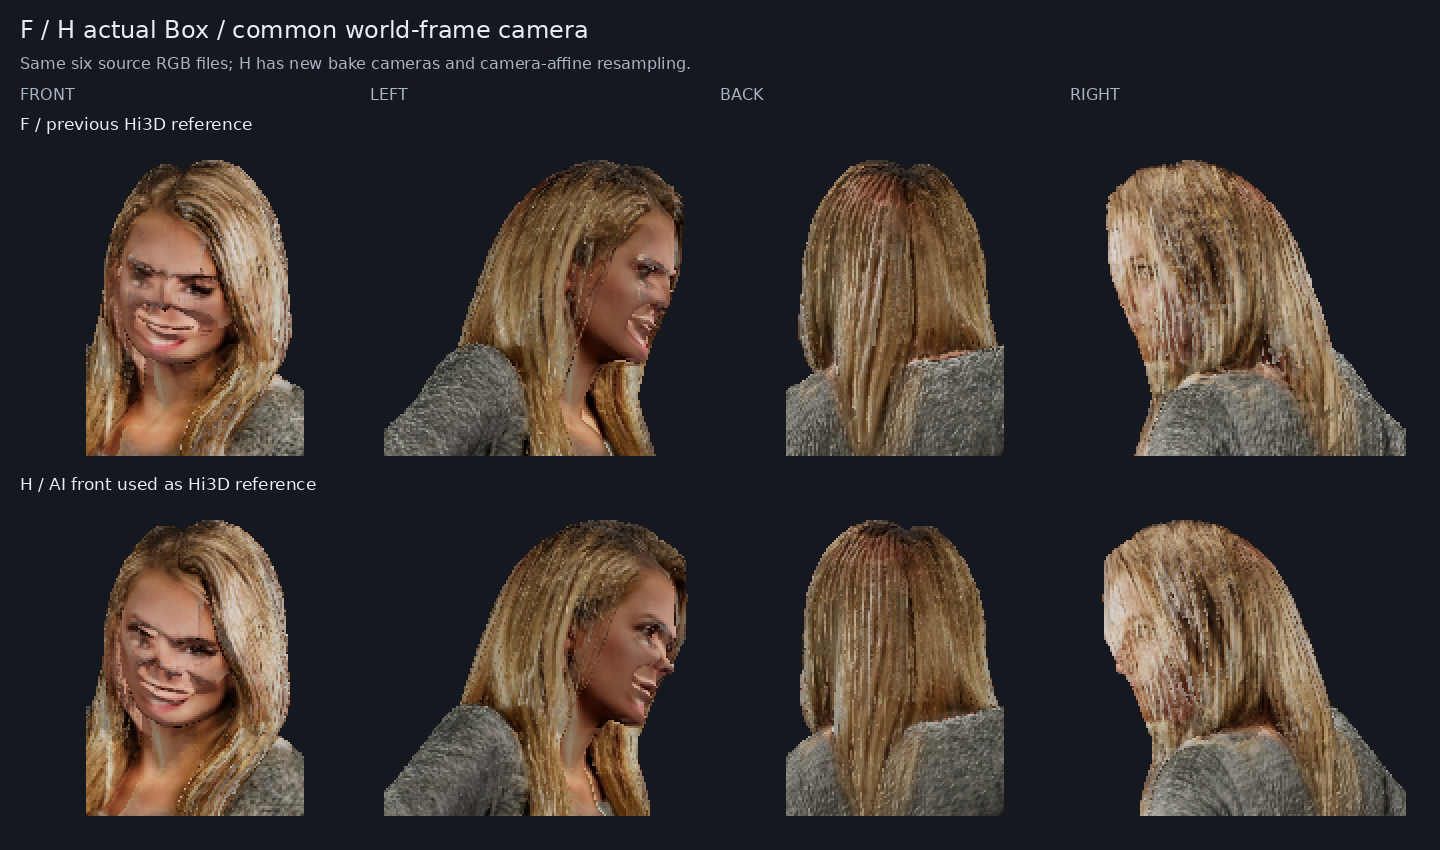 F / H actual Box / common world-frame camera
Same six source RGB files; H has new bake cameras and camera-affine resampling.
FRONT LEFT BACK RIGHT
F / previous Hi3D reference
H / AI front used as Hi3D reference